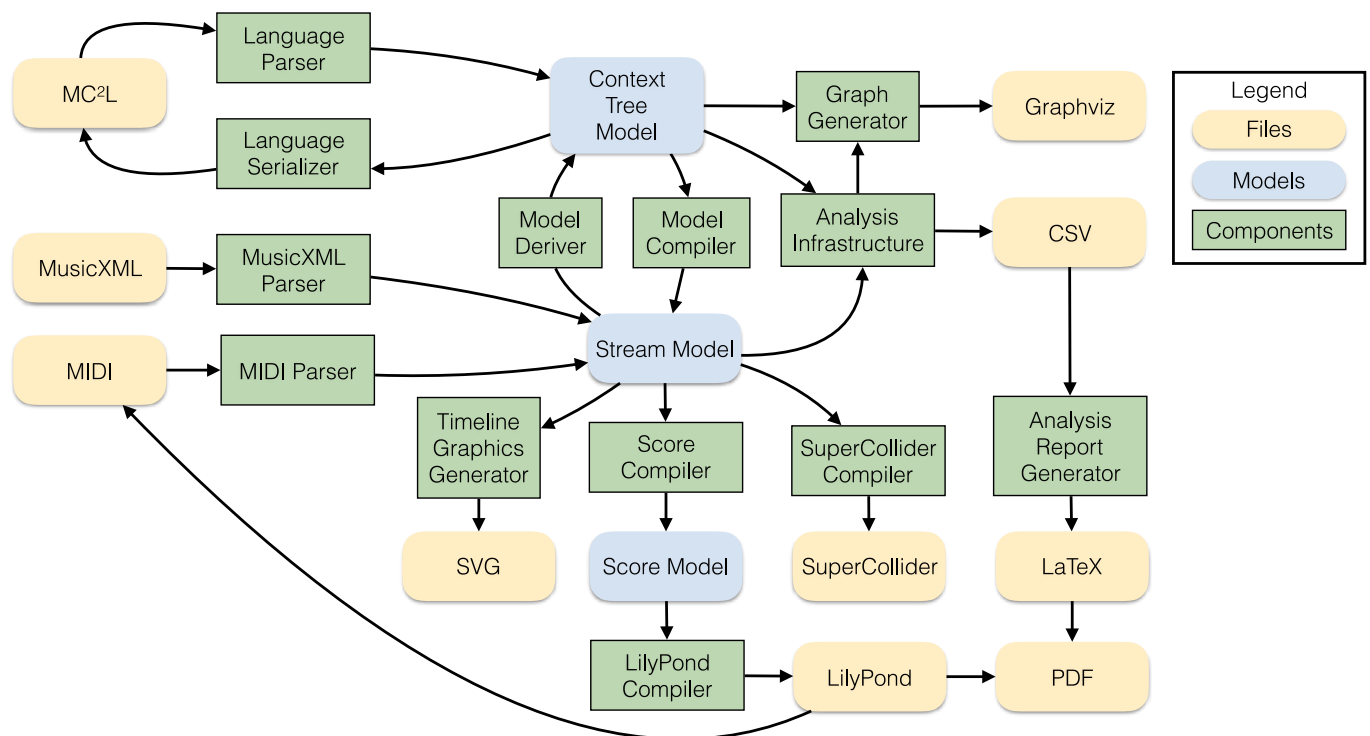 Language
Parser
MC²L
Language
Serializer
Context
Tree
Model
Graph
Generator
Graphviz
Legend
Files
Models
Components
Model
Deriver
Model
Compiler
Analysis
Infrastructure
CSV
MusicXML
MusicXML
Parser
MIDI
MIDI Parser
Stream Model
Timeline
Graphics
Generator
Score
Compiler
SuperCollider
Compiler
Analysis
Report
Generator
SVG
Score Model
SuperCollider
LaTeX
LilyPond
Compiler
LilyPond
PDF